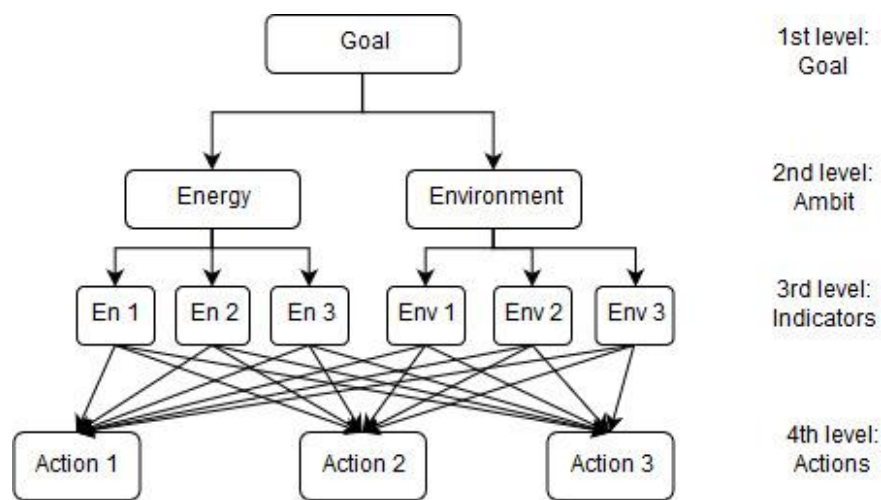 Goal
1st level:
Goal
Energy
Environment
2nd level:
Ambit
En 1
En 2
En 3
Env 1
Env 2
Env 3
3rd level:
Indicators
Action 1
Action 2
Action 3
4th level:
Actions